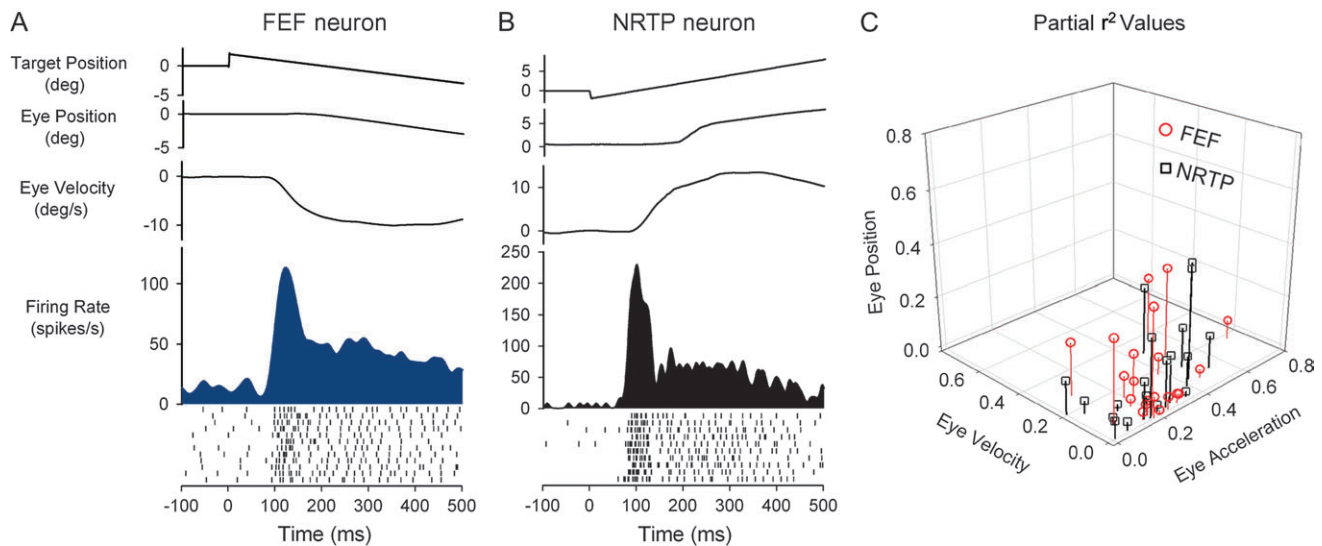 A
FEF neuron
Target Position
(deg)
0
-5
Eye Position
(deg)
0
-5
Eye Velocity
(deg/s)
0
-10
Firing Rate
(spikes/s)
100
50
0
-100 0 100 200 300 400 500
Time (ms)
B
NRTP neuron
5
0
5
0
10
0
250
200
150
100
50
0
-100 0 100 200 300 400 500
Time (ms)
C
Partial r² Values
FEF
NRTP
Eye Position
0.8
0.6
0.4
0.2
0.0
Eye Velocity
0.6
0.4
0.2
0.0
Eye Acceleration
0.0
0.2
0.4
0.6
0.8